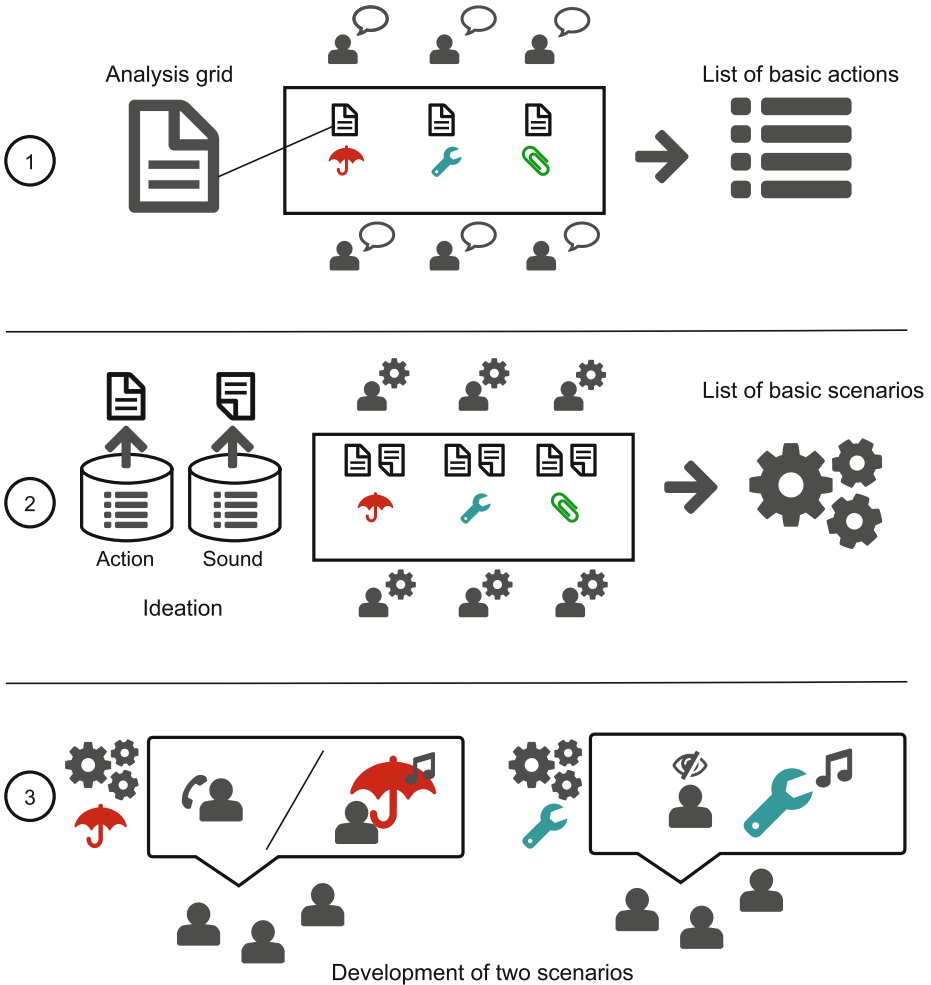 Analysis grid
List of basic actions
1
List of basic scenarios
2
Action
Sound
Ideation
3
Development of two scenarios